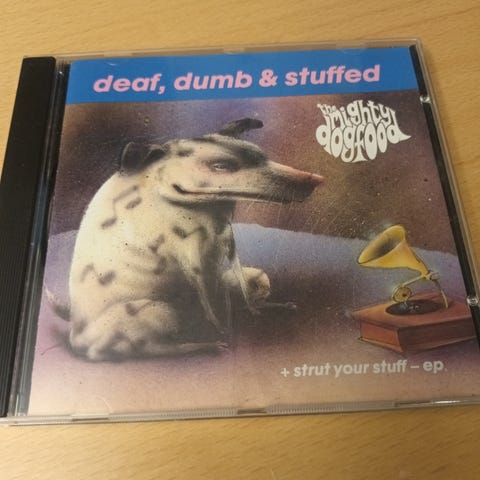 deaf, dumb & stuffed
the
mighty
dogfood
+ strut your stuff – ep